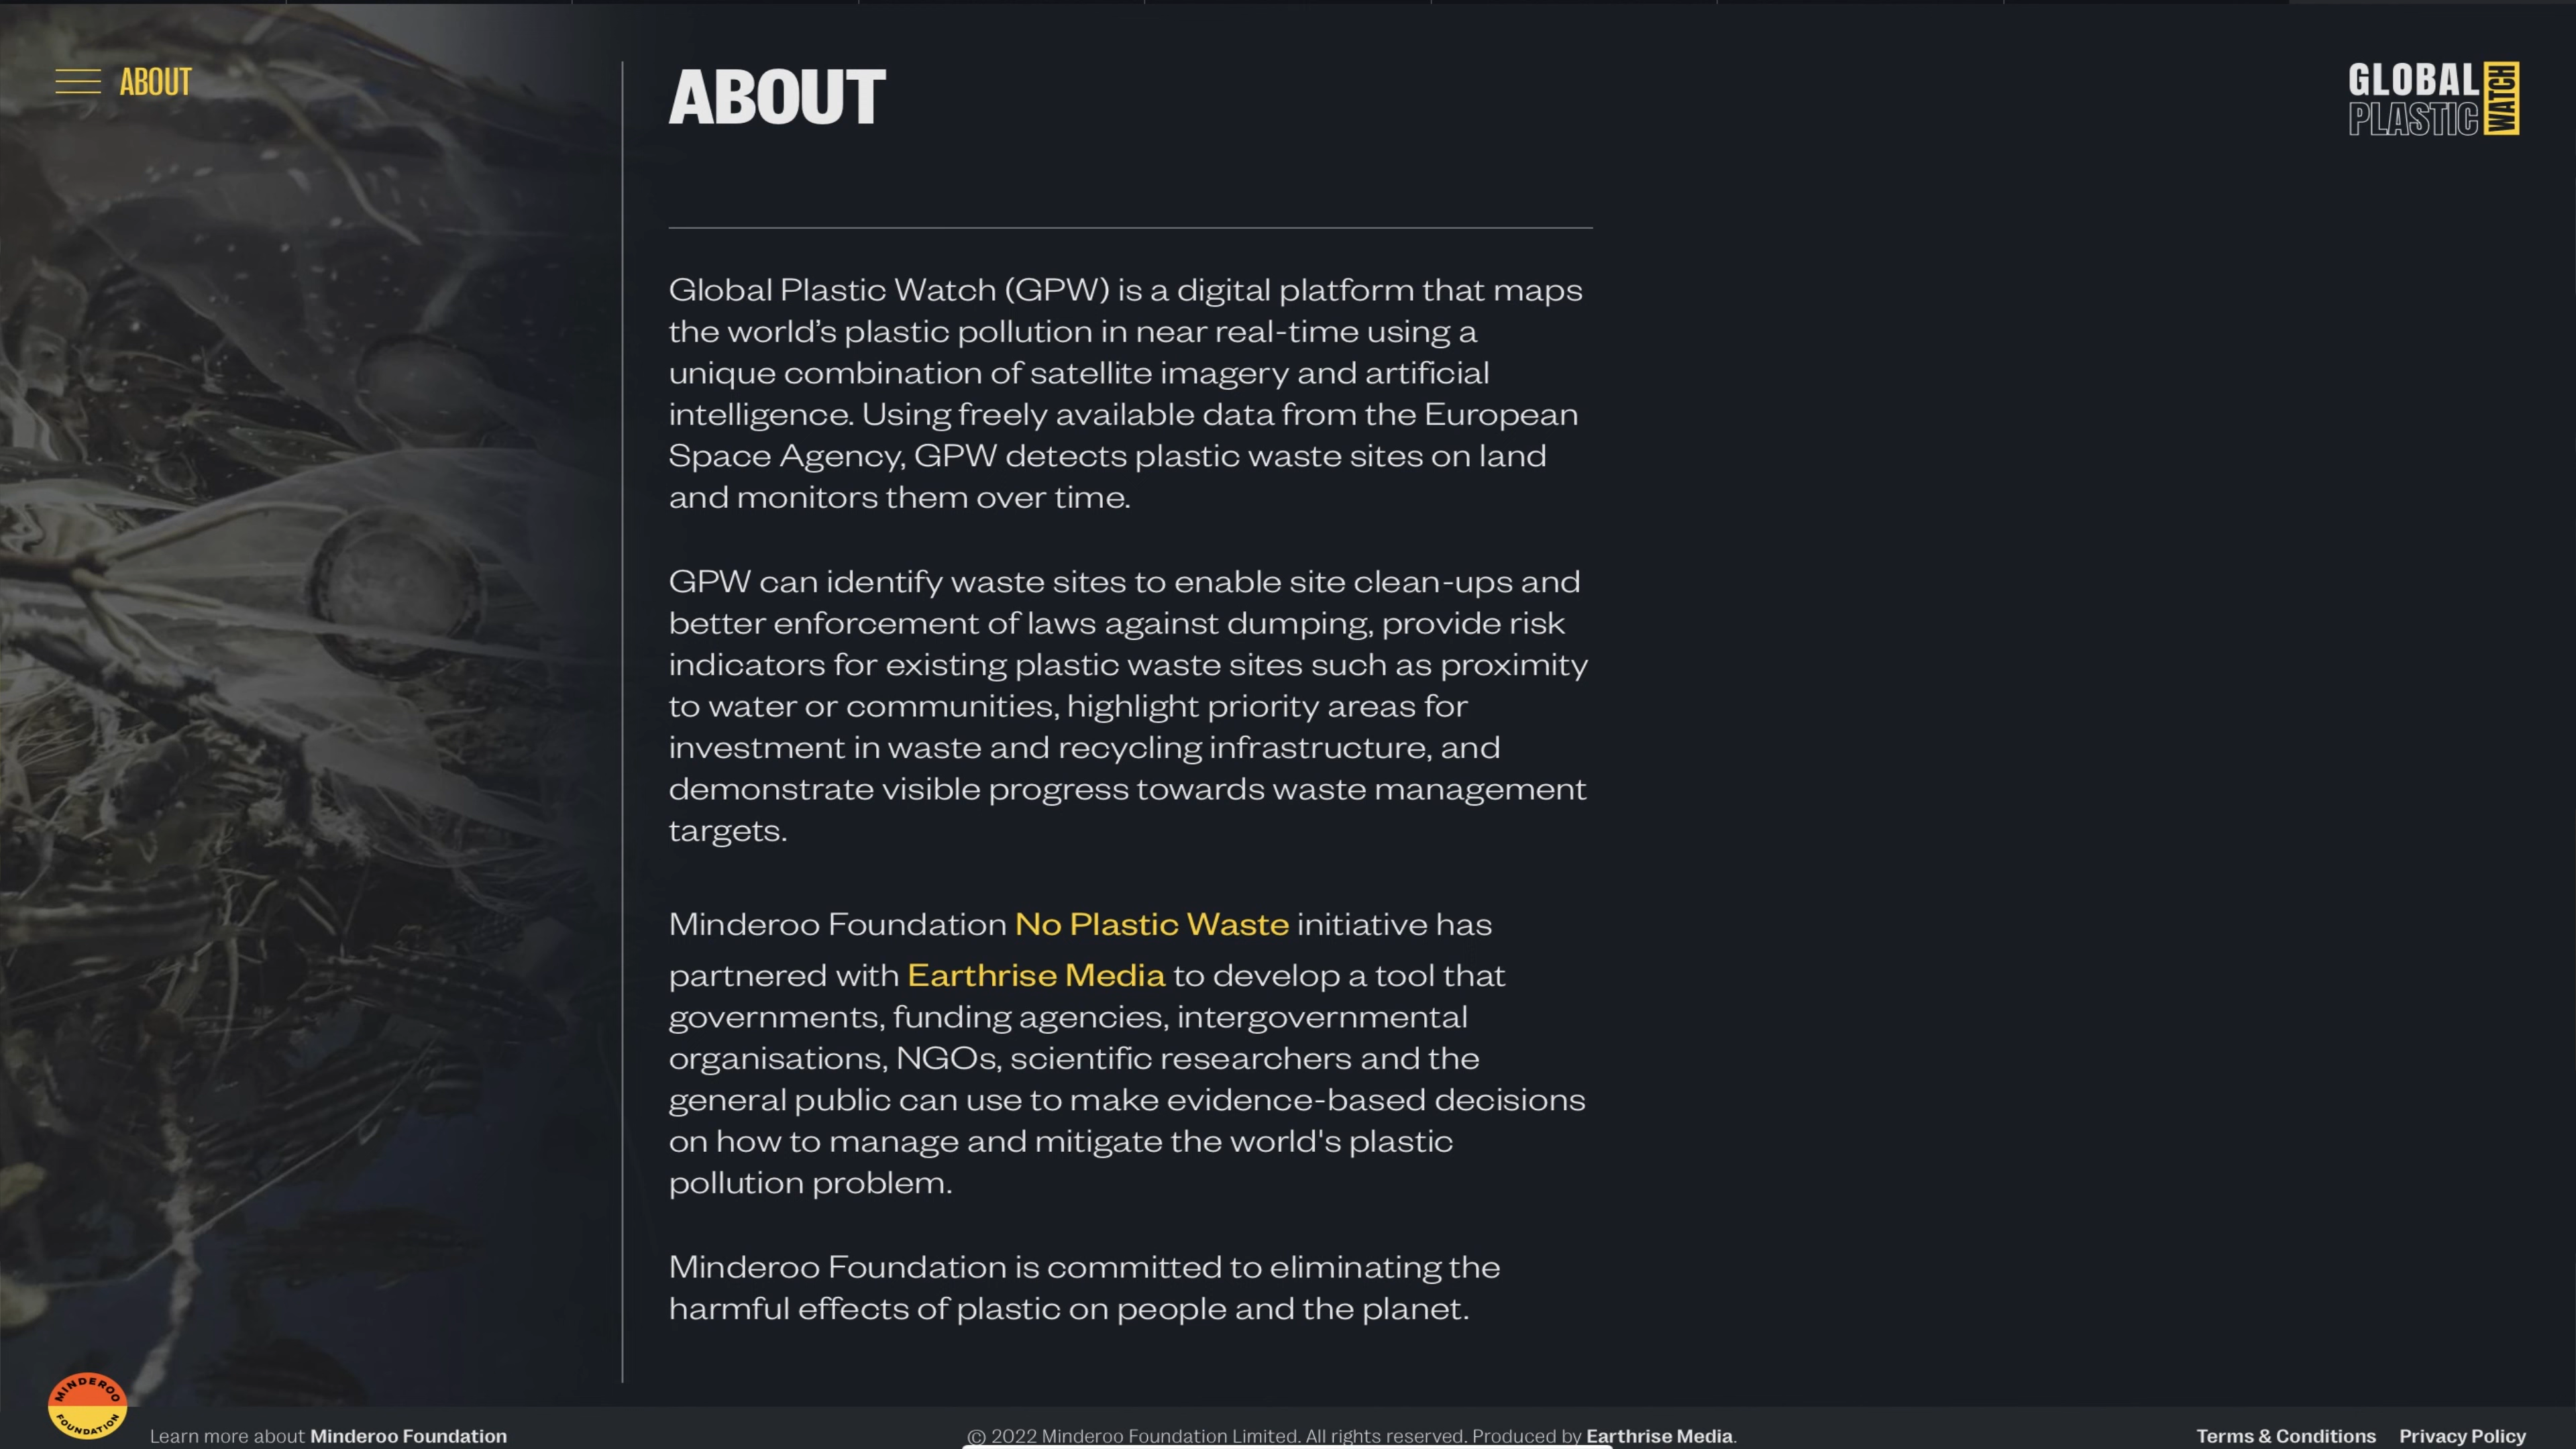 ABOUT
ABOUT
GLOBAL
PLASTIC
WATCH
Global Plastic Watch (GPW) is a digital platform that maps
the world’s plastic pollution in near real-time using a
unique combination of satellite imagery and artificial
intelligence. Using freely available data from the European
Space Agency, GPW detects plastic waste sites on land
and monitors them over time.
GPW can identify waste sites to enable site clean-ups and
better enforcement of laws against dumping, provide risk
indicators for existing plastic waste sites such as proximity
to water or communities, highlight priority areas for
investment in waste and recycling infrastructure, and
demonstrate visible progress towards waste management
targets.
Minderoo Foundation No Plastic Waste initiative has
partnered with Earthrise Media to develop a tool that
governments, funding agencies, intergovernmental
organisations, NGOs, scientific researchers and the
general public can use to make evidence-based decisions
on how to manage and mitigate the world's plastic
pollution problem.
Minderoo Foundation is committed to eliminating the
harmful effects of plastic on people and the planet.
MINDEROO
FOUNDATION
Learn more about Minderoo Foundation
© 2022 Minderoo Foundation Limited. All rights reserved. Produced by Earthrise Media.
Terms & Conditions Privacy Policy